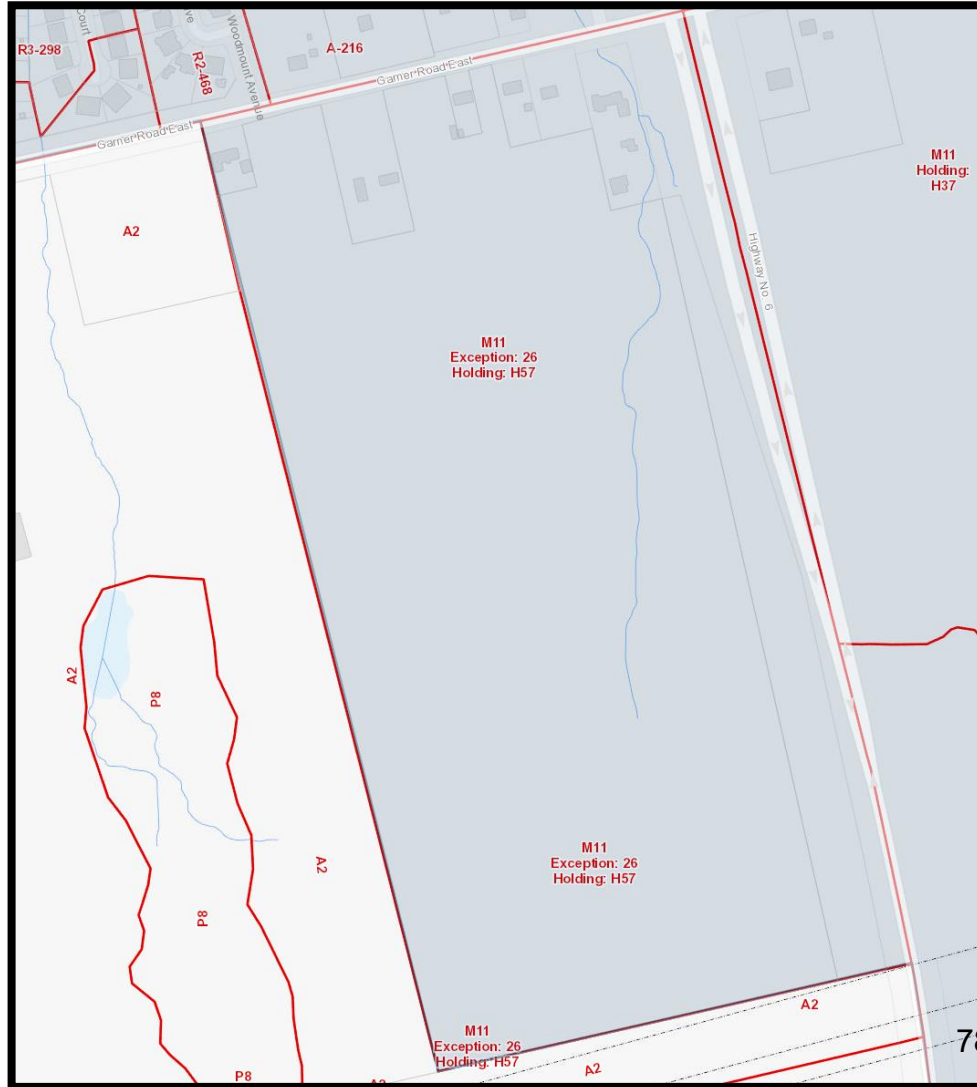 Court
ve
Woodmount Avenue
R3-298
R2-468
A-216
Garner Road East
Garner Road East
M11
Holding:
H37
A2
Highway No. 6
M11
Exception: 26
Holding: H57
A2
P8
M11
Exception: 26
Holding: H57
A2
P8
A2
M11
Exception: 26
Holding: H57
78
A2
P8
A2